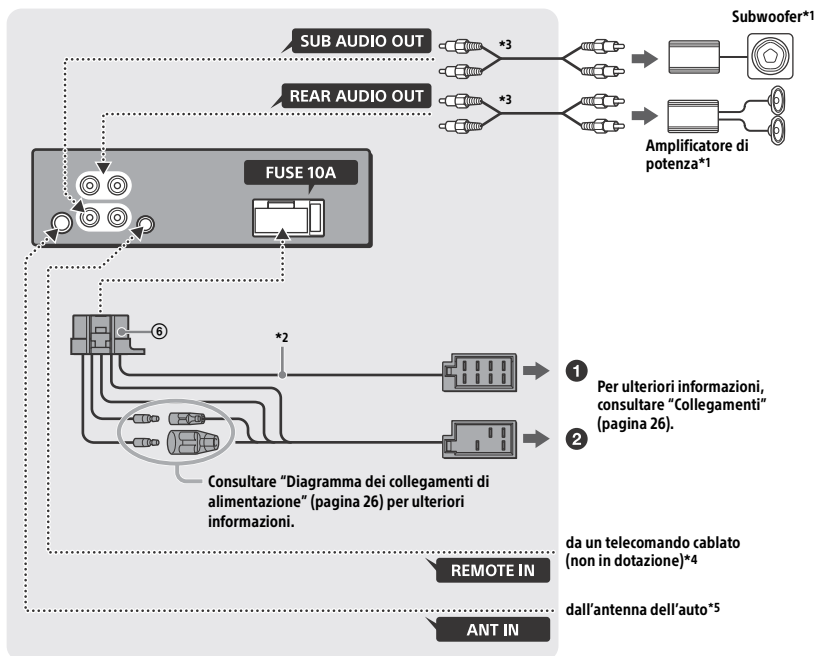 Subwoofer*1
SUB AUDIO OUT
*3
REAR AUDIO OUT
*3
Amplificatore di
potenza*1
FUSE 10A
⑥
*2
❶
Per ulteriori informazioni,
consultare “Collegamenti”
(pagina 26).
❷
Consultare “Diagramma dei collegamenti di
alimentazione” (pagina 26) per ulteriori
informazioni.
da un telecomando cablato
(non in dotazione)*4
REMOTE IN
dall’antenna dell’auto*5
ANT IN